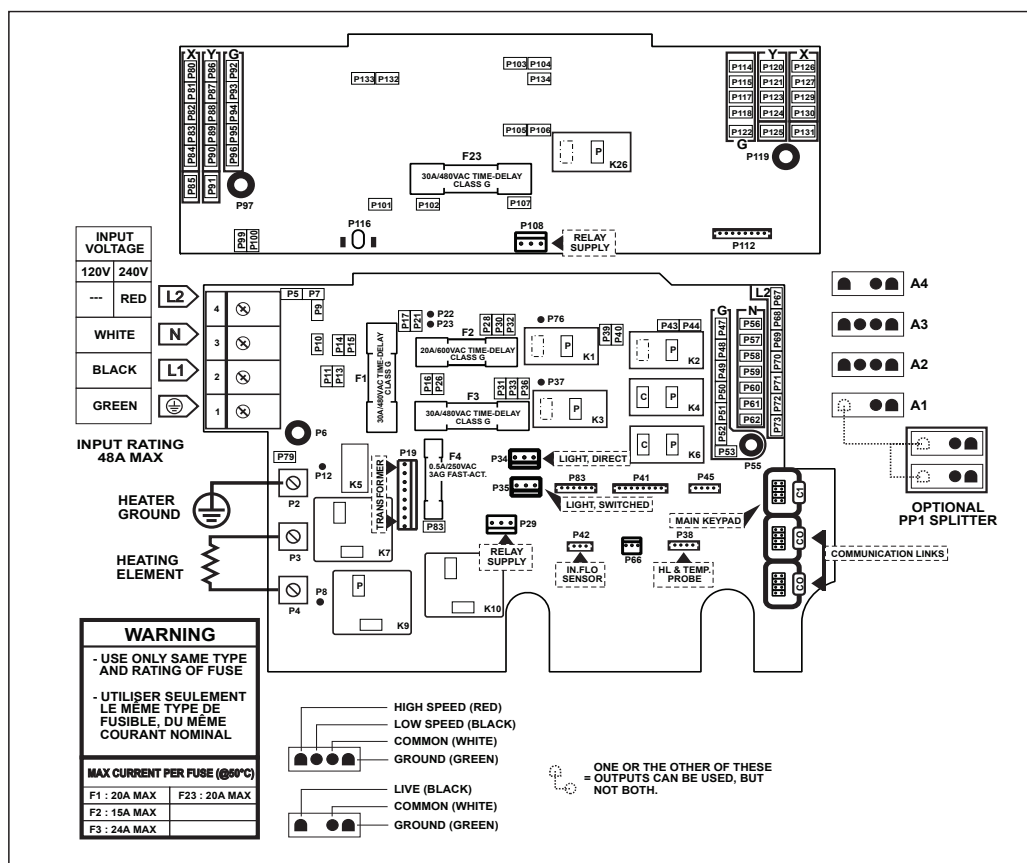 X Y G
P80 P81 P82 P83 P84 P85
P86 P87 P88 P89 P90 P91
P92 P93 P94 P95 P96
P97
P99
P100
P133 P132
P103 P104
P134
P105 P106
P
K26
F23
30A/480VAC TIME-DELAY
CLASS G
P101
P102
P107
P116
P108
RELAY
SUPPLY
P112
Y X
P114 P120 P126
P115 P121 P127
P117 P123 P129
P118 P124 P130
P122 P125 P131
G
P119
INPUT
VOLTAGE
120V 240V
--- RED
WHITE
BLACK
GREEN
L2
N
L1
INPUT RATING
48A MAX
4
3
2
1
P5 P7
P9
P10
P14
P15
P11
P13
P6
P79
P12
F1
30A/480VAC TIME-DELAY
CLASS G
P17
P21
P22
P23
F2
20A/600VAC TIME-DELAY
CLASS G
P28
P30
P32
P16
P26
F3
30A/480VAC TIME-DELAY
CLASS G
P31
P33
P36
P76
P
K1
P39
P40
P37
P
K3
P43 P44
P
K2
C P
K4
C P
K6
G N
L2
P47
P48
P49
P50
P51
P52
P53
P56
P57
P58
P59
P60
P61
P62
P67
P68
P69
P70
P71
P72
P73
P55
HEATER
GROUND
HEATING
ELEMENT
P2
P3
P4
P8
K5
K7
P
K9
K10
TRANSFORMER
P19
F4
0.5A/250VAC
3AG FAST-ACT.
P83
P34
LIGHT, DIRECT
P35
LIGHT, SWITCHED
P83
P41
P45
P29
RELAY
SUPPLY
P42
IN.FLO
SENSOR
P66
P38
HL & TEMP.
PROBE
MAIN KEYPAD
C1
CO
CO
COMMUNICATION LINKS
A4
A3
A2
A1
OPTIONAL
PP1 SPLITTER
WARNING
- USE ONLY SAME TYPE
AND RATING OF FUSE
- UTILISER SEULEMENT
LE MÊME TYPE DE
FUSIBLE, DU MÊME
COURANT NOMINAL
MAX CURRENT PER FUSE (@50°C)
F1 : 20A MAX F23 : 20A MAX
F2 : 15A MAX
F3 : 24A MAX
HIGH SPEED (RED)
LOW SPEED (BLACK)
COMMON (WHITE)
GROUND (GREEN)
LIVE (BLACK)
COMMON (WHITE)
GROUND (GREEN)
ONE OR THE OTHER OF THESE
= OUTPUTS CAN BE USED, BUT
NOT BOTH.